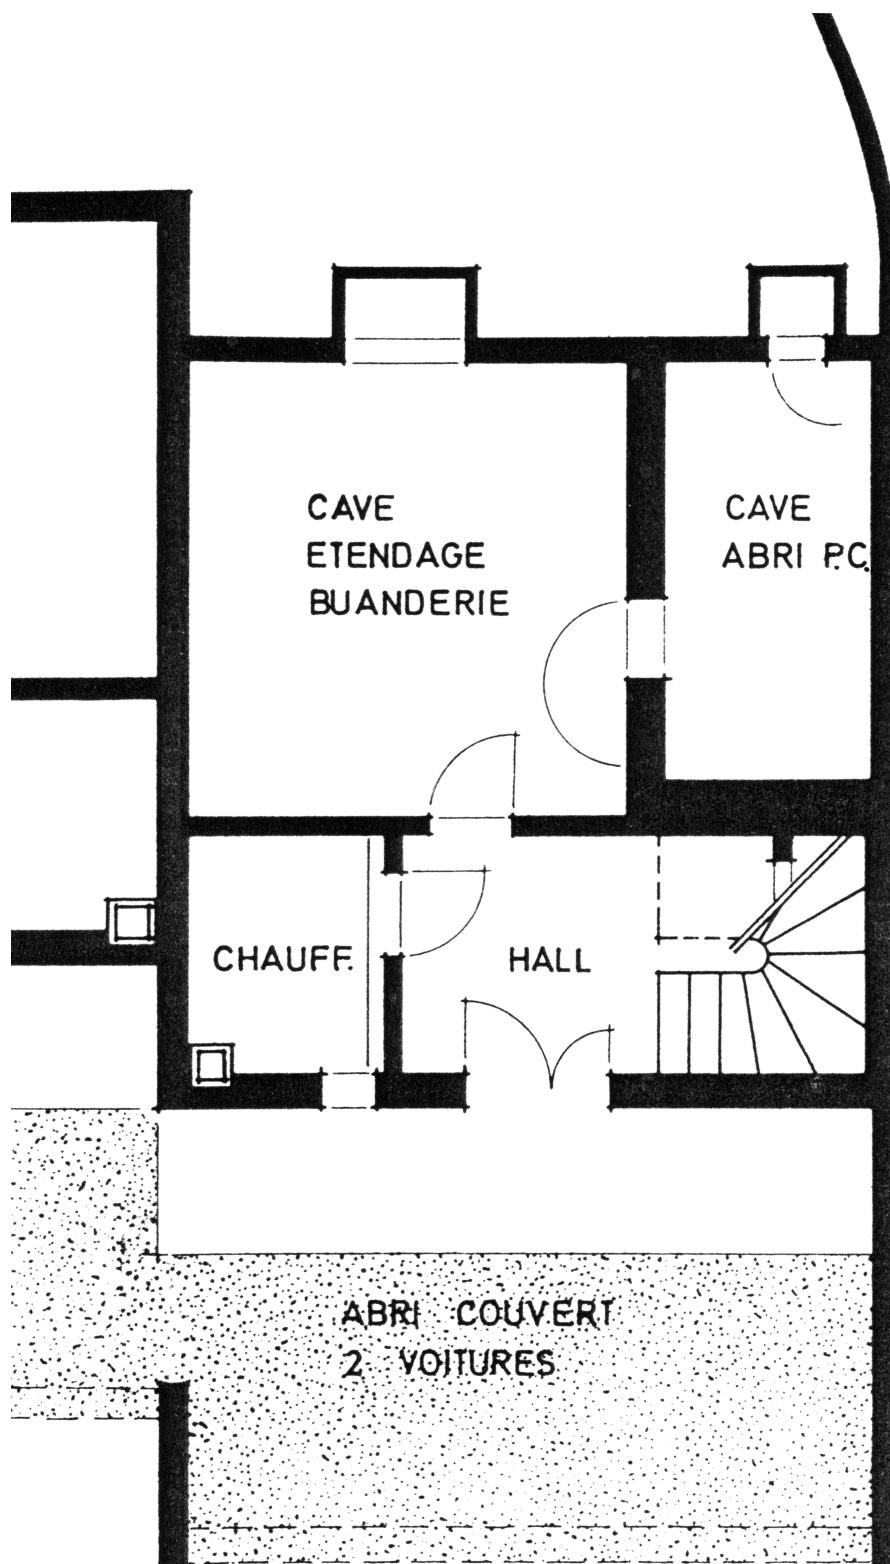 CAVE
ETENDAGE
BUANDERIE
CAVE
ABRI P.C.
CHAUFF.
HALL
ABRI COUVERT
2 VOITURES